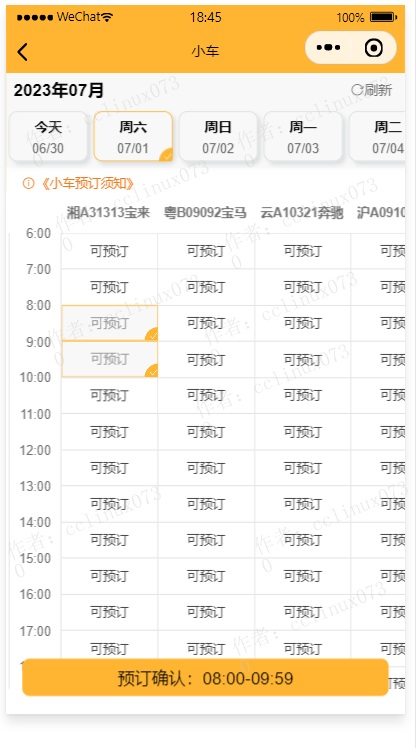 WeChat 18:45 100%
小车
2023年07月 刷新
今天 周六 周日 周一 周二
06/30 07/01 07/02 07/03 07/04
《小车预订须知》
湘A31313宝来 粤B09092宝马 云A10321奔驰 沪A0910
6:00
可预订 可预订 可预订 可预
7:00
可预订 可预订 可预订 可预
8:00
可预订 可预订 可预订 可预
9:00
可预订 可预订 可预订 可预
10:00
可预订 可预订 可预订 可预
11:00
可预订 可预订 可预订 可预
12:00
可预订 可预订 可预订 可预
13:00
可预订 可预订 可预订 可预
14:00
可预订 可预订 可预订 可预
15:00
可预订 可预订 可预订 可预
16:00
可预订 可预订 可预订 可预
17:00
可预订 可预订 可预订 可预
预订确认：08:00-09:59
作者：cclinux0730